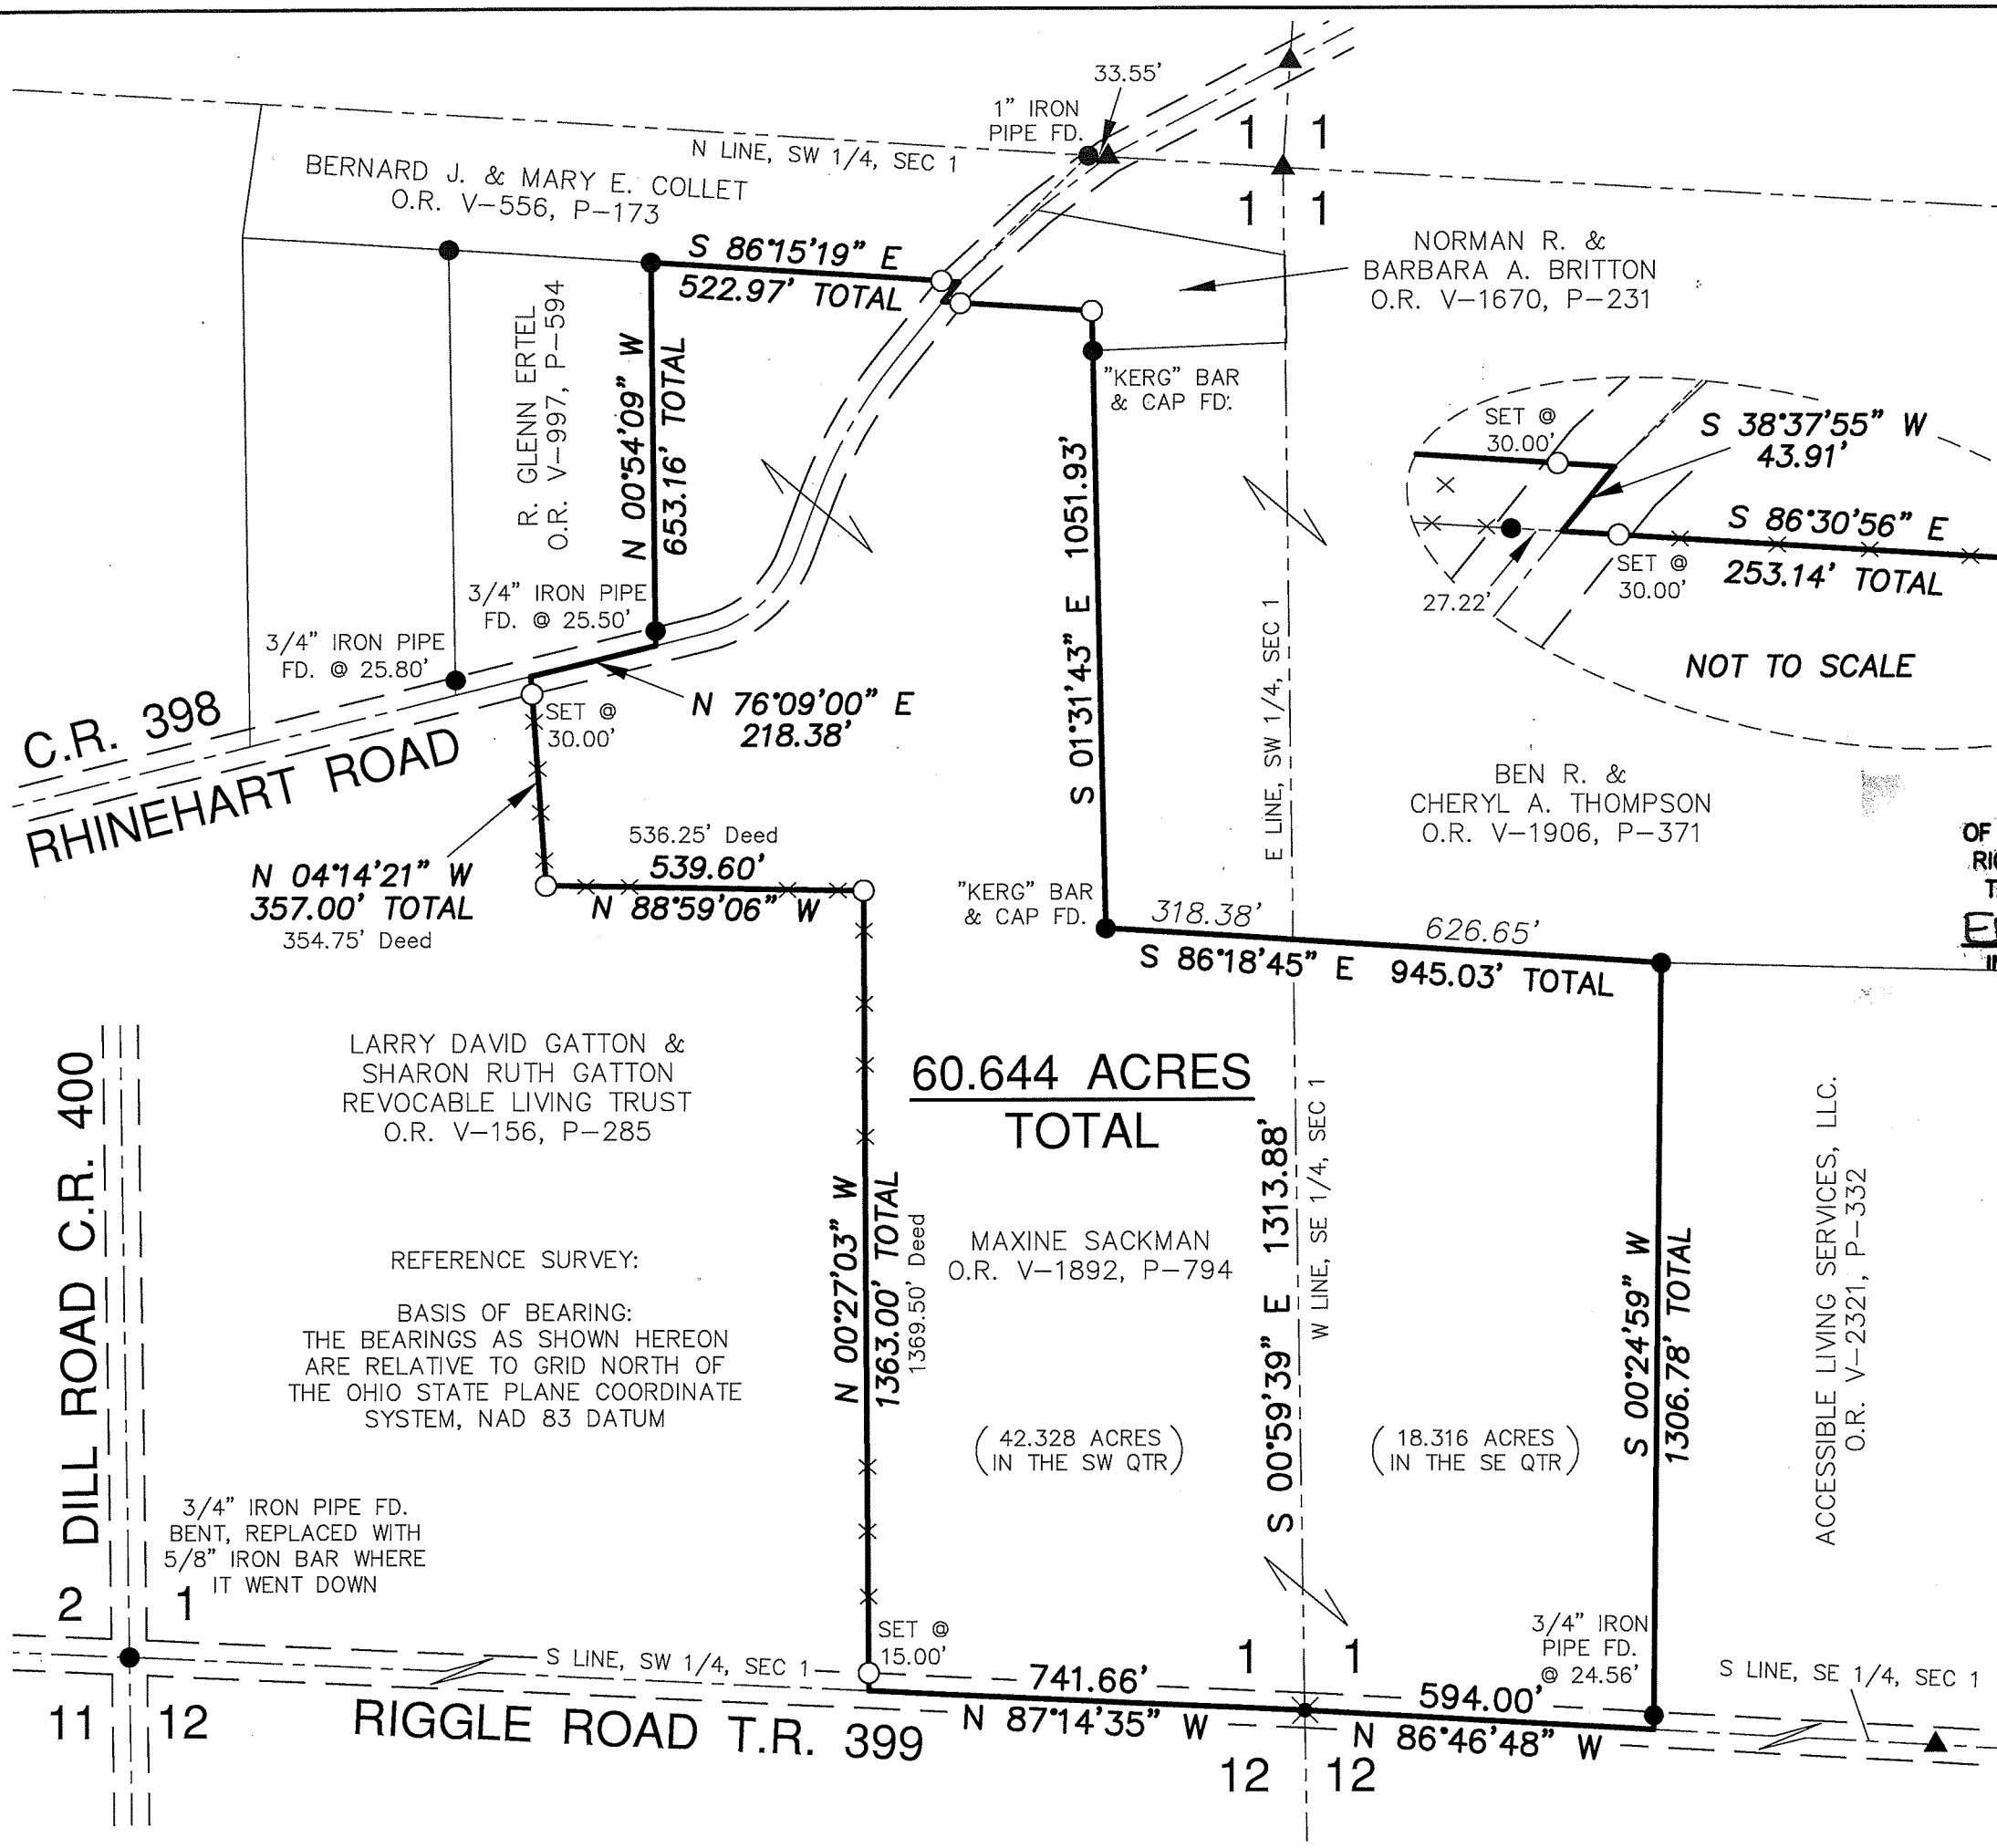 33.55'
1" IRON
PIPE FD.
N LINE, SW 1/4, SEC 1
1 1
1 1
BERNARD J. & MARY E. COLLET
O.R. V-556, P-173
S 86°15'19" E
522.97' TOTAL
NORMAN R. &
BARBARA A. BRITTON
O.R. V-1670, P-231
R. GLENN ERTEL
O.R. V-997, P-594
N 00°54'09" W
653.16' TOTAL
"KERG" BAR
& CAP FD.
SET @
30.00'
S 38°37'55" W
43.91'
S 86°30'56" E
253.14' TOTAL
SET @
30.00'
27.22'
NOT TO SCALE
S 01°31'43" E 1051.93'
E LINE, SW 1/4, SEC 1
3/4" IRON PIPE
FD. @ 25.50'
3/4" IRON PIPE
FD. @ 25.80'
C.R. 398
RHINEHART ROAD
SET @
30.00'
N 76°09'00" E
218.38'
BEN R. &
CHERYL A. THOMPSON
O.R. V-1906, P-371
OF
N 04°14'21" W
357.00' TOTAL
354.75' Deed
536.25' Deed
539.60'
N 88°59'06" W
"KERG" BAR
& CAP FD.
318.38'
626.65'
S 86°18'45" E 945.03' TOTAL
LARRY DAVID GATTON &
SHARON RUTH GATTON
REVOCABLE LIVING TRUST
O.R. V-156, P-285
60.644 ACRES
TOTAL
DILL ROAD C.R. 400
N 00°27'03" W
1363.00' TOTAL
1369.50' Deed
MAXINE SACKMAN
O.R. V-1892, P-794
S 00°59'39" E 1313.88'
W LINE, SE 1/4, SEC 1
S 00°24'59" W
1306.78' TOTAL
ACCESSIBLE LIVING SERVICES, LLC.
O.R. V-2321, P-332
REFERENCE SURVEY:
BASIS OF BEARING:
THE BEARINGS AS SHOWN HEREON
ARE RELATIVE TO GRID NORTH OF
THE OHIO STATE PLANE COORDINATE
SYSTEM, NAD 83 DATUM
(42.328 ACRES
IN THE SW QTR)
(18.316 ACRES
IN THE SE QTR)
3/4" IRON PIPE FD.
BENT, REPLACED WITH
5/8" IRON BAR WHERE
IT WENT DOWN
2 1
11 12
SET @
15.00'
S LINE, SW 1/4, SEC 1
RIGGLE ROAD T.R. 399
741.66'
N 87°14'35" W
1 1
12 12
594.00'
N 86°46'48" W
3/4" IRON
PIPE FD.
@ 24.56'
S LINE, SE 1/4, SEC 1